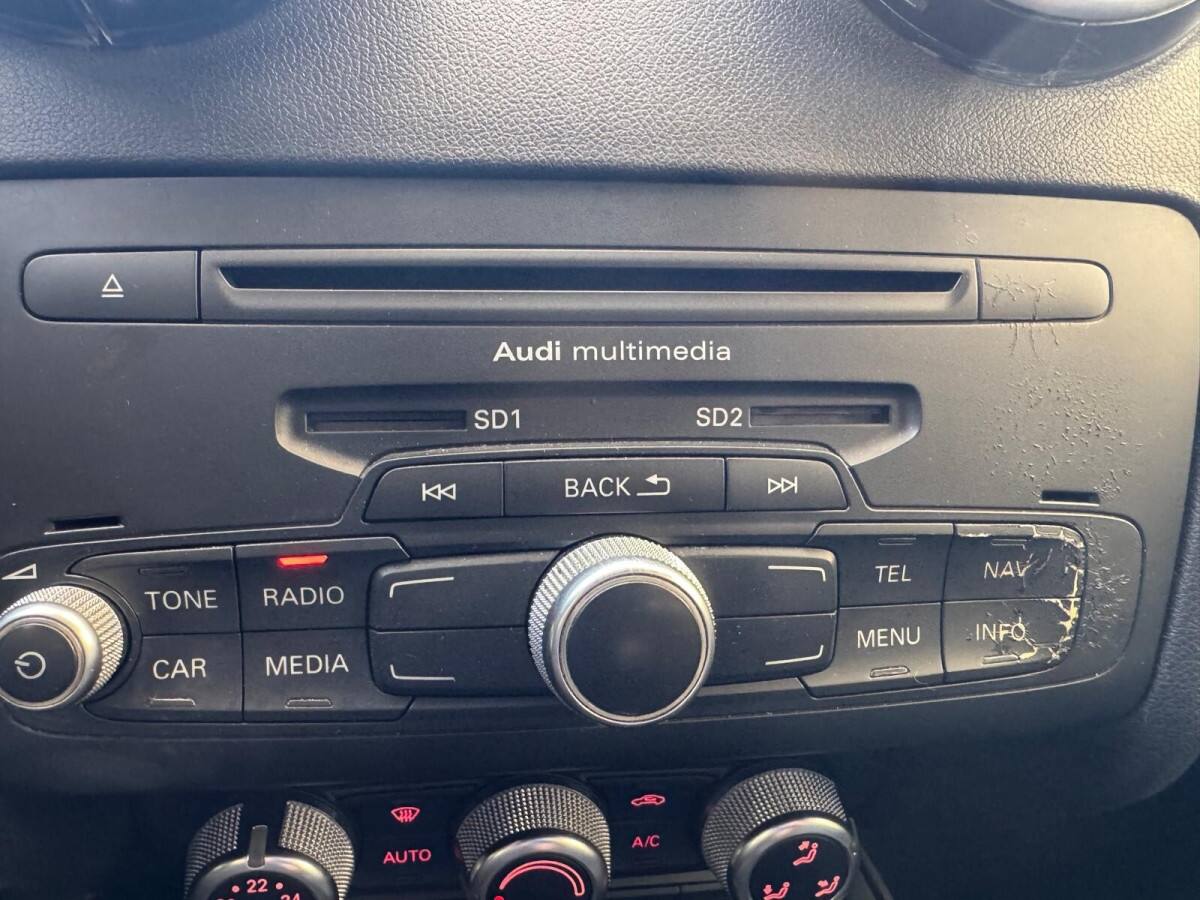 Audi multimedia
SD1 SD2
BACK
TONE RADIO TEL NAV
CAR MEDIA MENU INFO
AUTO A/C
22